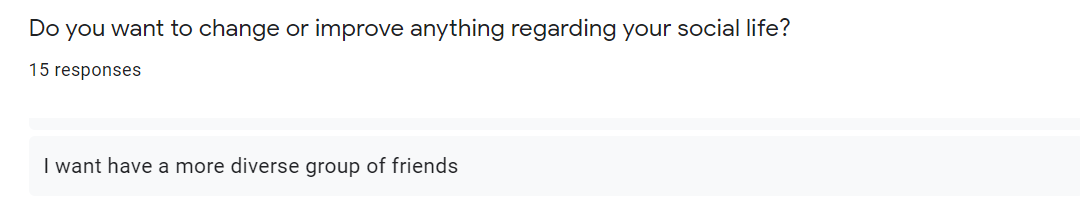 Do you want to change or improve anything regarding your social life?
15 responses
I want have a more diverse group of friends